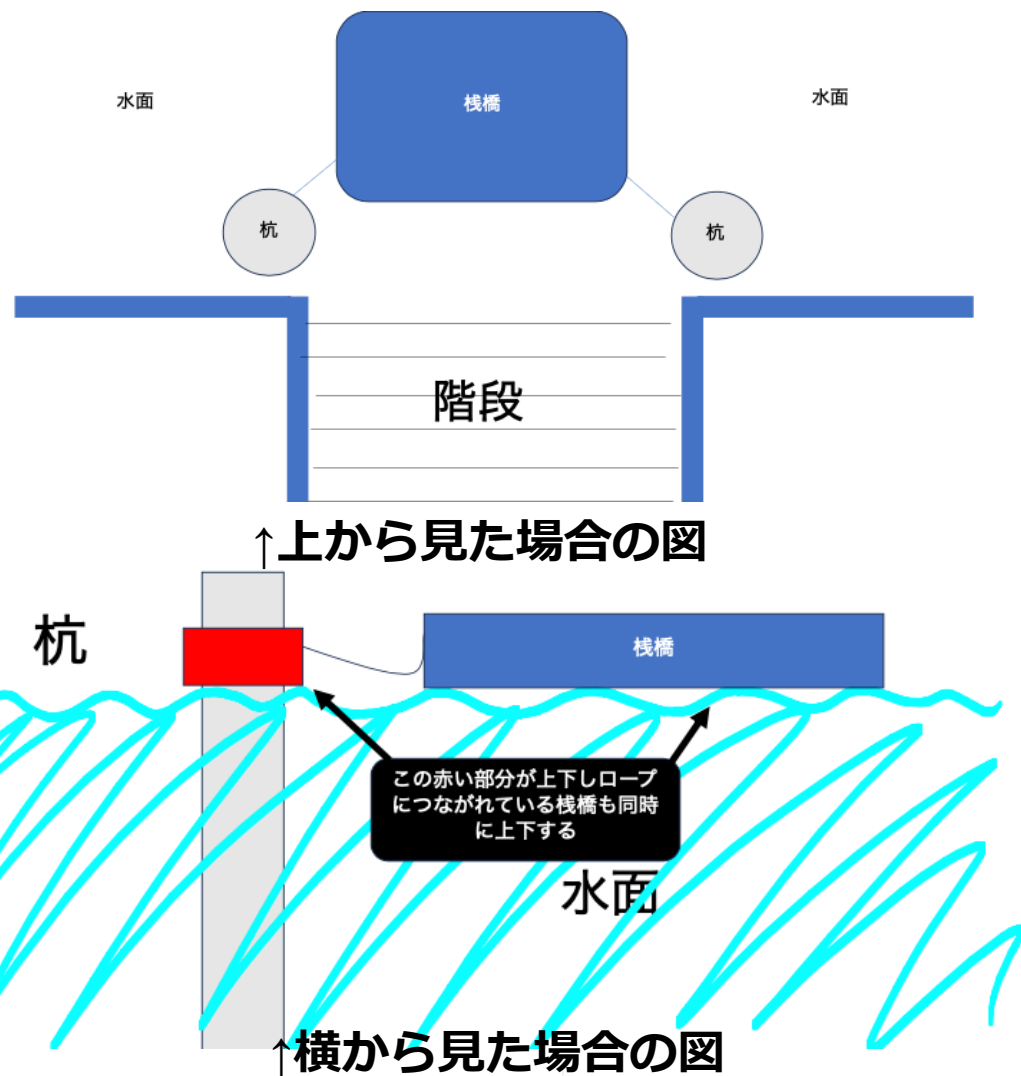 水面
桟橋
水面
杭
杭
階段
↑上から見た場合の図
杭
桟橋
この赤い部分が上下しロープ
につながれている桟橋も同時
に上下する
水面
↑横から見た場合の図